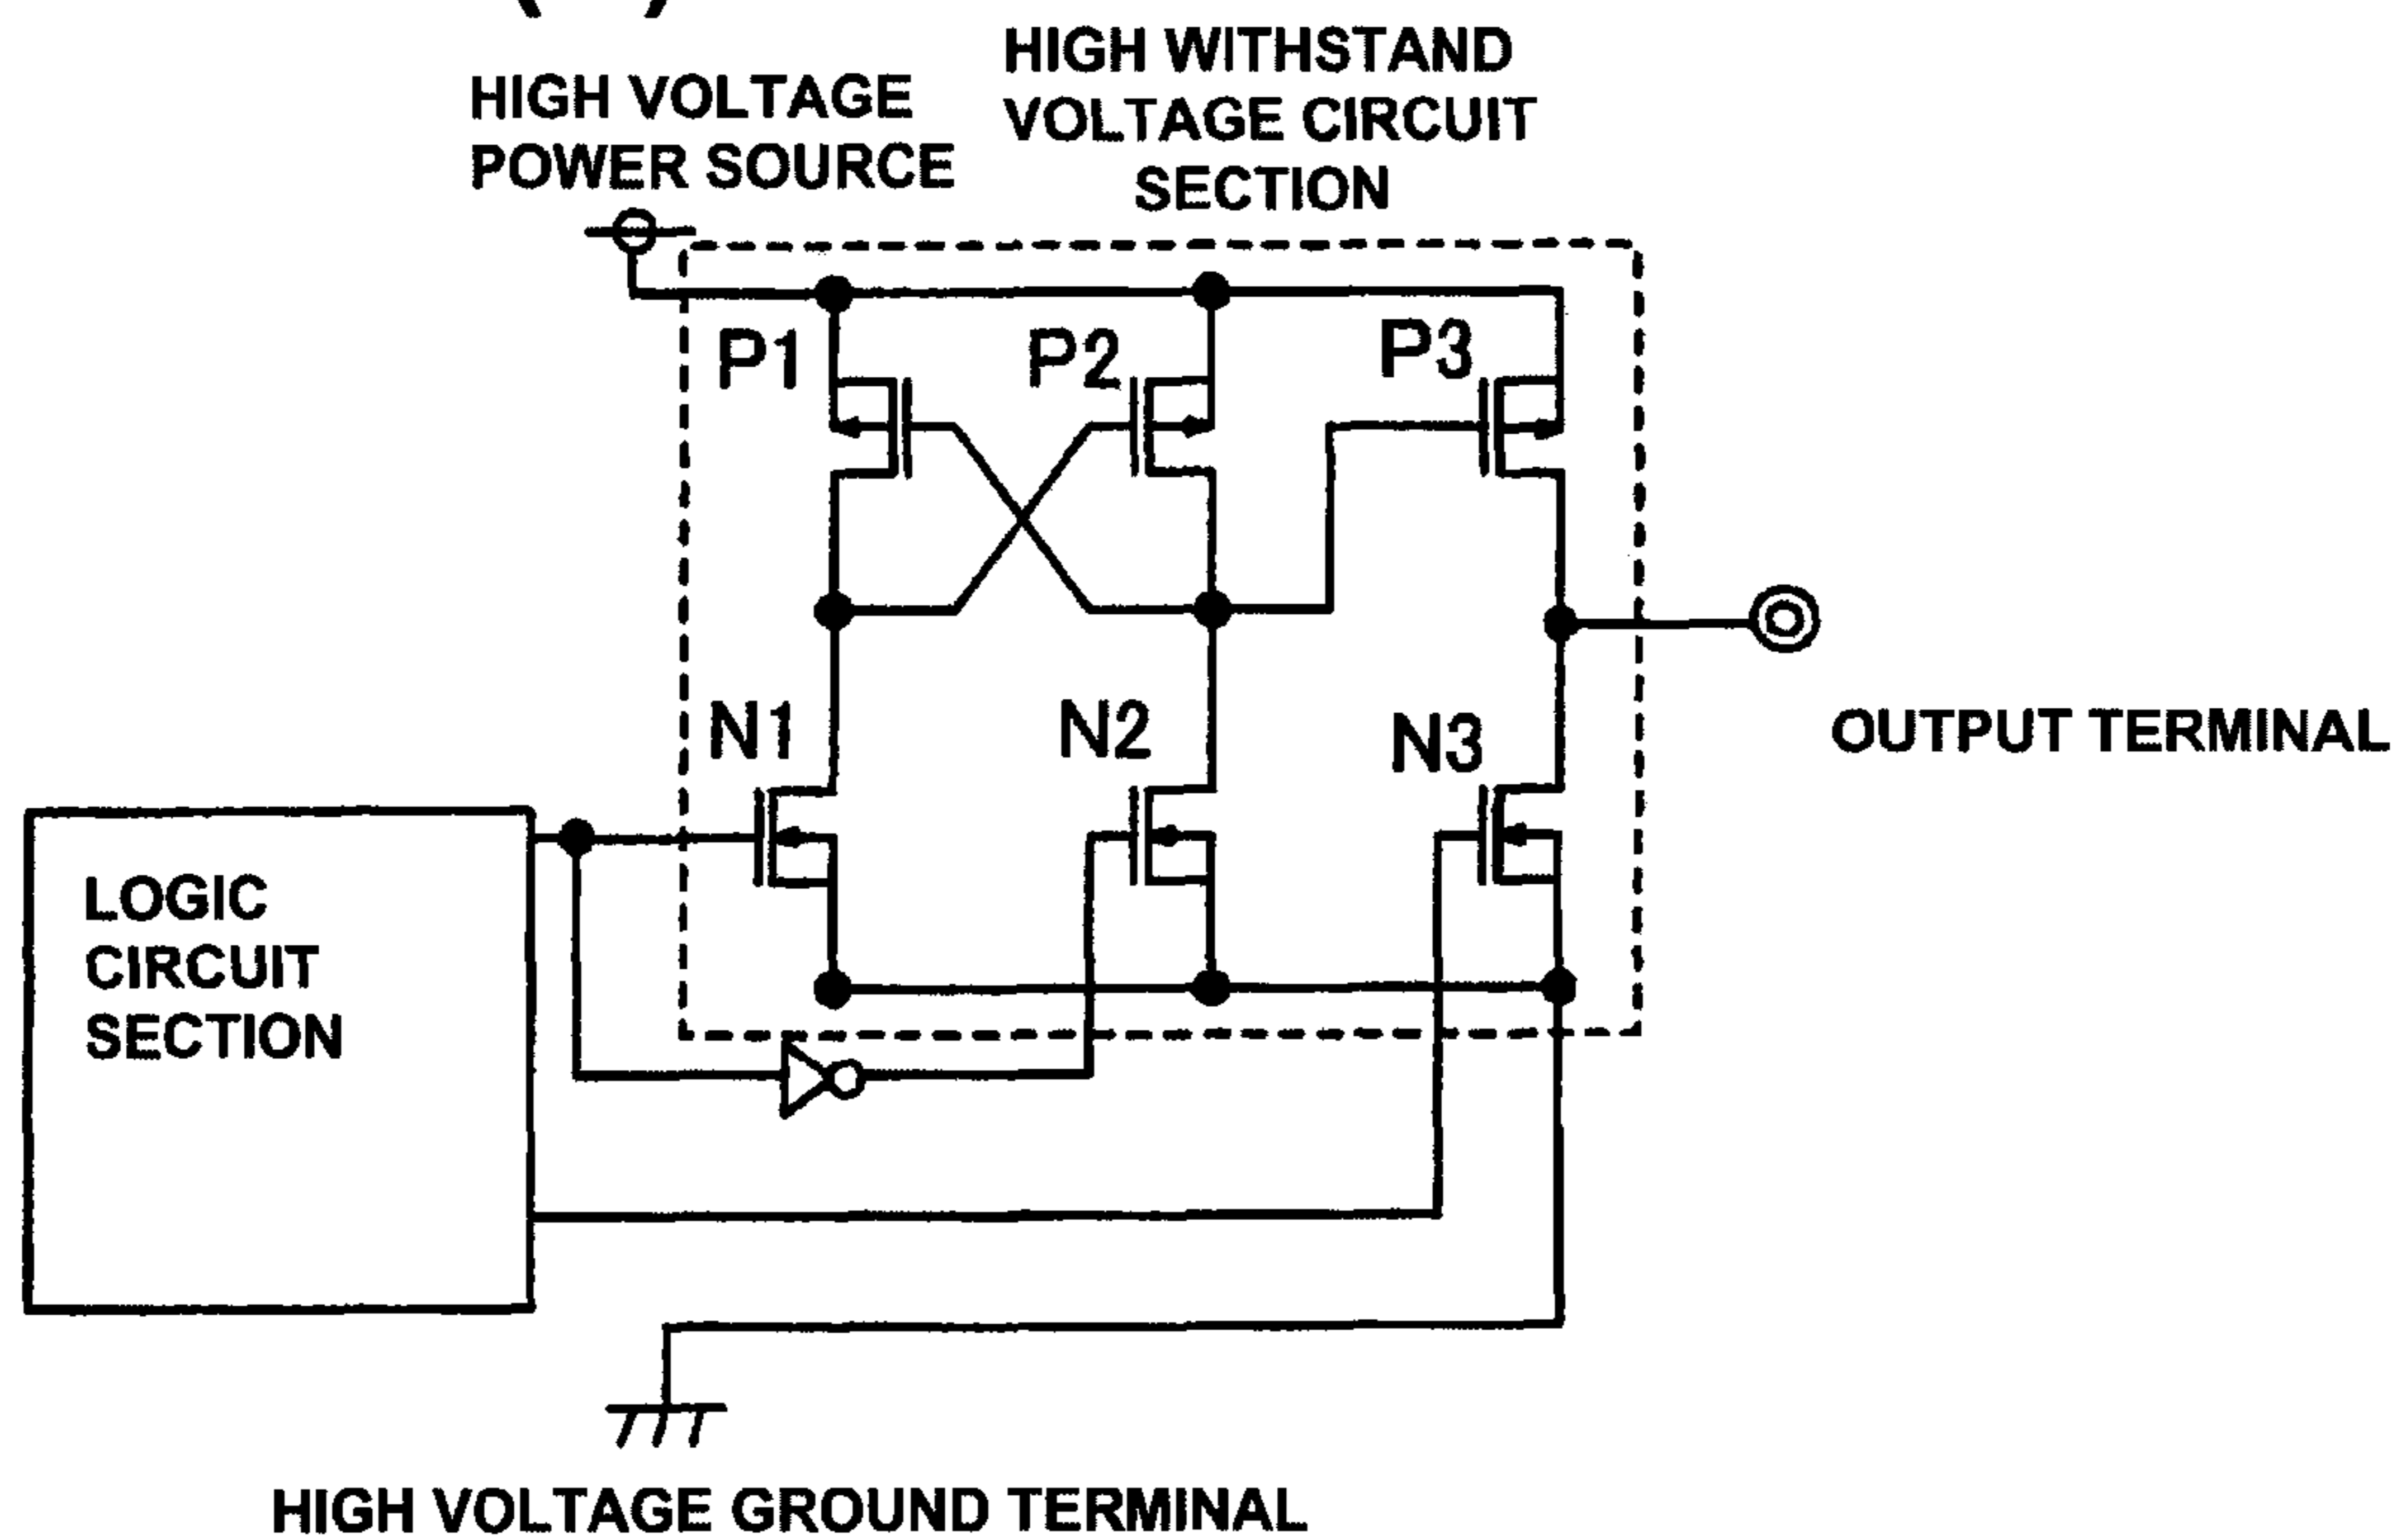 HIGH WITHSTAND
VOLTAGE CIRCUIT
SECTION
HIGH VOLTAGE
POWER SOURCE
P1
P2
P3
N1
N2
N3
OUTPUT TERMINAL
LOGIC
CIRCUIT
SECTION
HIGH VOLTAGE GROUND TERMINAL